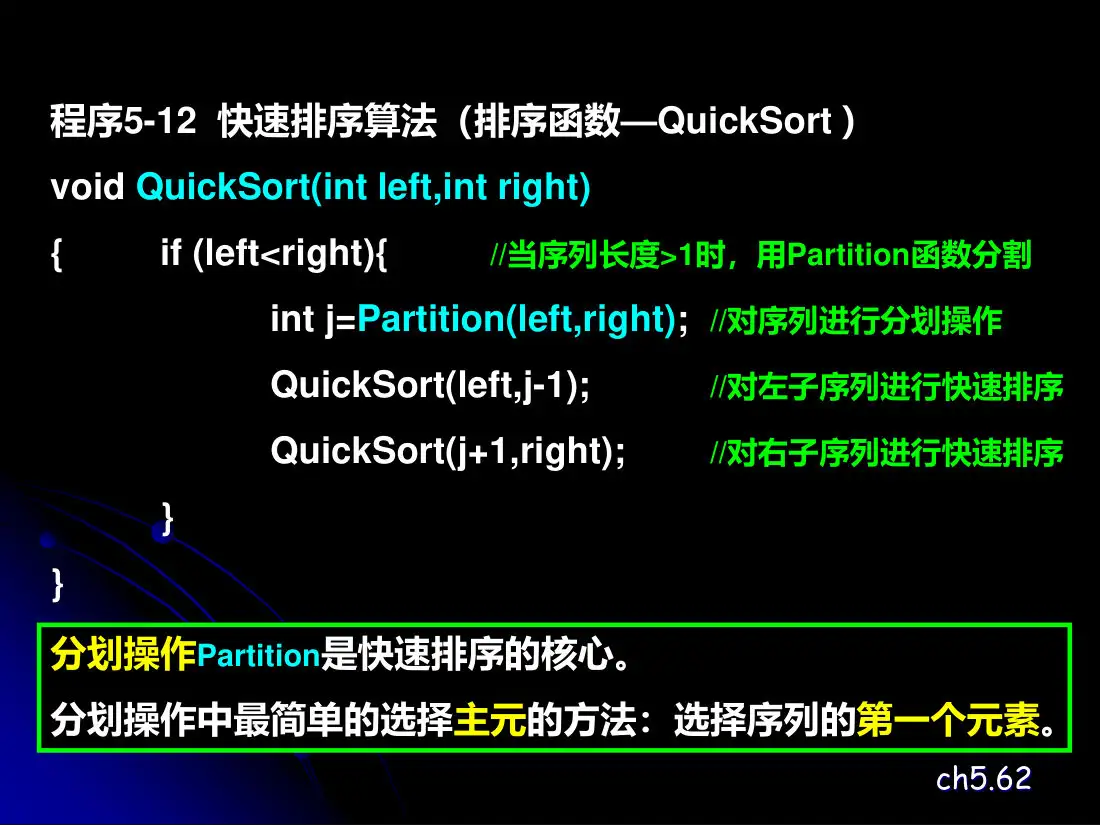 程序5-12 快速排序算法（排序函数—QuickSort ）
void QuickSort(int left,int right)
{ if (left<right){ //当序列长度>1时，用Partition函数分割
int j=Partition(left,right); //对序列进行分划操作
QuickSort(left,j-1); //对左子序列进行快速排序
QuickSort(j+1,right); //对右子序列进行快速排序
}
}
分划操作Partition是快速排序的核心。
分划操作中最简单的选择主元的方法：选择序列的第一个元素。
ch5.62